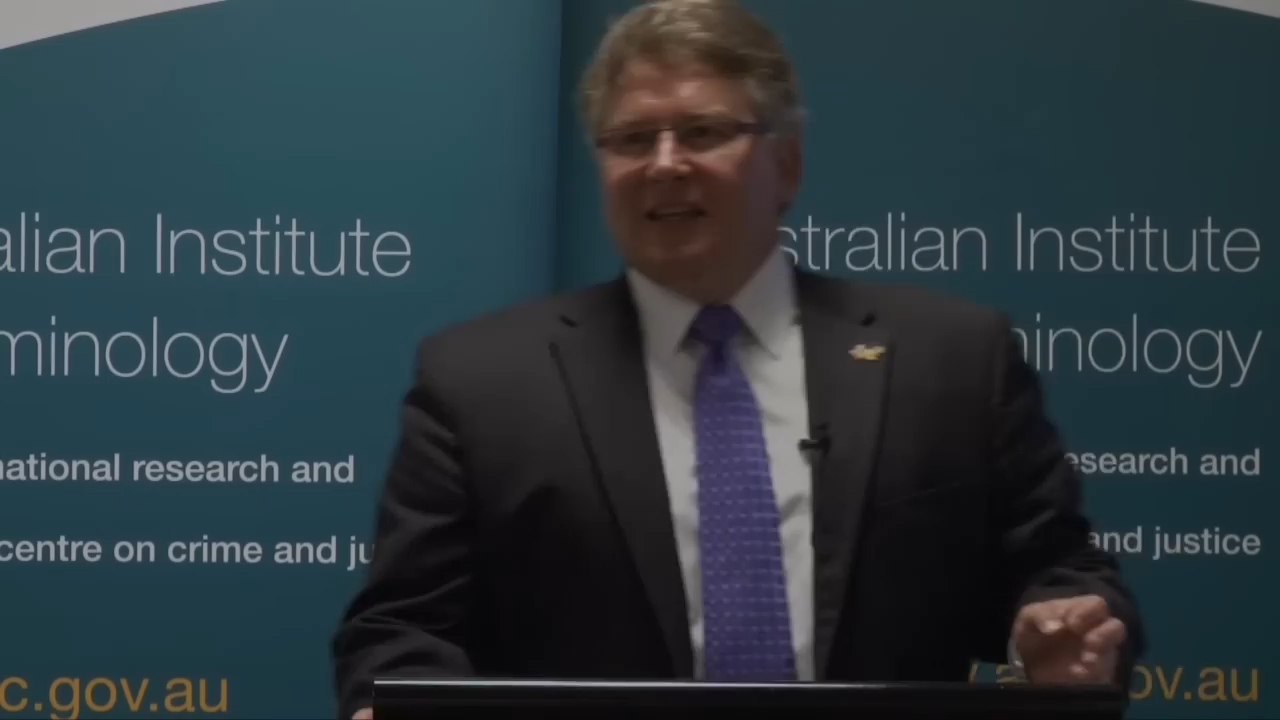 alian Institute
minology
national research and
centre on crime and ju
c.gov.au
stralian Institute
minology
esearch and
and justice
ov.au